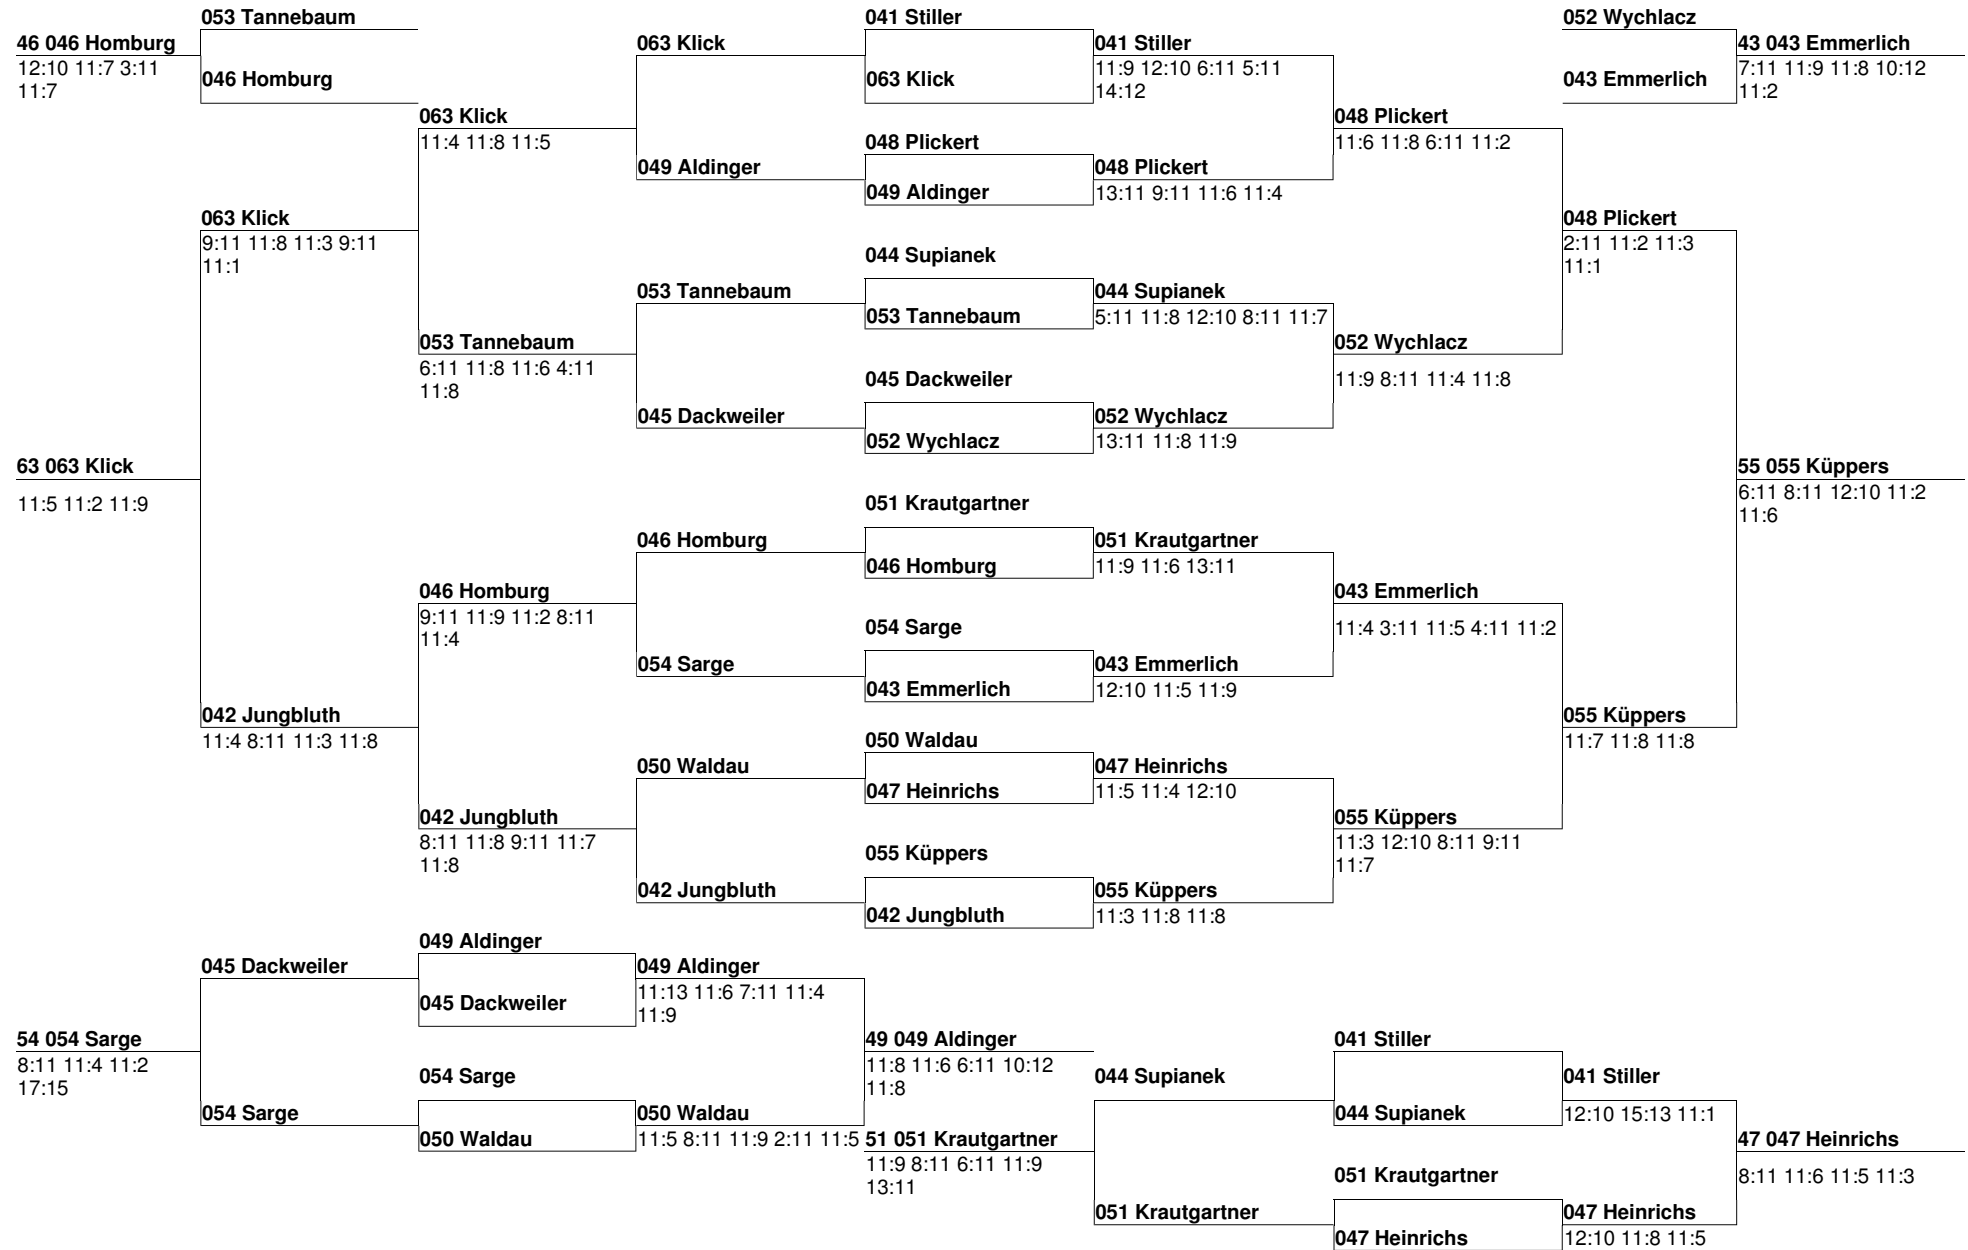 053 Tannebaum
041 Stiller
052 Wychlacz
46 046 Homburg
063 Klick
041 Stiller
43 043 Emmerlich
12:10 11:7 3:11
11:7
046 Homburg
063 Klick
11:9 12:10 6:11 5:11
14:12
043 Emmerlich
7:11 11:9 11:8 10:12
11:2
063 Klick
11:4 11:8 11:5
048 Plickert
11:6 11:8 6:11 11:2
048 Plickert
049 Aldinger
048 Plickert
049 Aldinger
13:11 9:11 11:6 11:4
063 Klick
9:11 11:8 11:3 9:11
11:1
048 Plickert
2:11 11:2 11:3
11:1
044 Supianek
053 Tannebaum
044 Supianek
053 Tannebaum
5:11 11:8 12:10 8:11 11:7
053 Tannebaum
6:11 11:8 11:6 4:11
11:8
052 Wychlacz
11:9 8:11 11:4 11:8
045 Dackweiler
045 Dackweiler
052 Wychlacz
052 Wychlacz
13:11 11:8 11:9
63 063 Klick
11:5 11:2 11:9
55 055 Küppers
6:11 8:11 12:10 11:2
11:6
051 Krautgartner
046 Homburg
051 Krautgartner
046 Homburg
11:9 11:6 13:11
046 Homburg
9:11 11:9 11:2 8:11
11:4
043 Emmerlich
11:4 3:11 11:5 4:11 11:2
054 Sarge
054 Sarge
043 Emmerlich
043 Emmerlich
12:10 11:5 11:9
042 Jungbluth
11:4 8:11 11:3 11:8
055 Küppers
11:7 11:8 11:8
050 Waldau
050 Waldau
047 Heinrichs
047 Heinrichs
11:5 11:4 12:10
042 Jungbluth
8:11 11:8 9:11 11:7
11:8
055 Küppers
11:3 12:10 8:11 9:11
11:7
055 Küppers
042 Jungbluth
055 Küppers
042 Jungbluth
11:3 11:8 11:8
049 Aldinger
045 Dackweiler
049 Aldinger
045 Dackweiler
11:13 11:6 7:11 11:4
11:9
54 054 Sarge
8:11 11:4 11:2
17:15
49 049 Aldinger
11:8 11:6 6:11 10:12
11:8
041 Stiller
054 Sarge
044 Supianek
041 Stiller
054 Sarge
050 Waldau
044 Supianek
12:10 15:13 11:1
050 Waldau
11:5 8:11 11:9 2:11 11:5
51 051 Krautgartner
11:9 8:11 6:11 11:9
13:11
47 047 Heinrichs
8:11 11:6 11:5 11:3
051 Krautgartner
051 Krautgartner
047 Heinrichs
047 Heinrichs
12:10 11:8 11:5